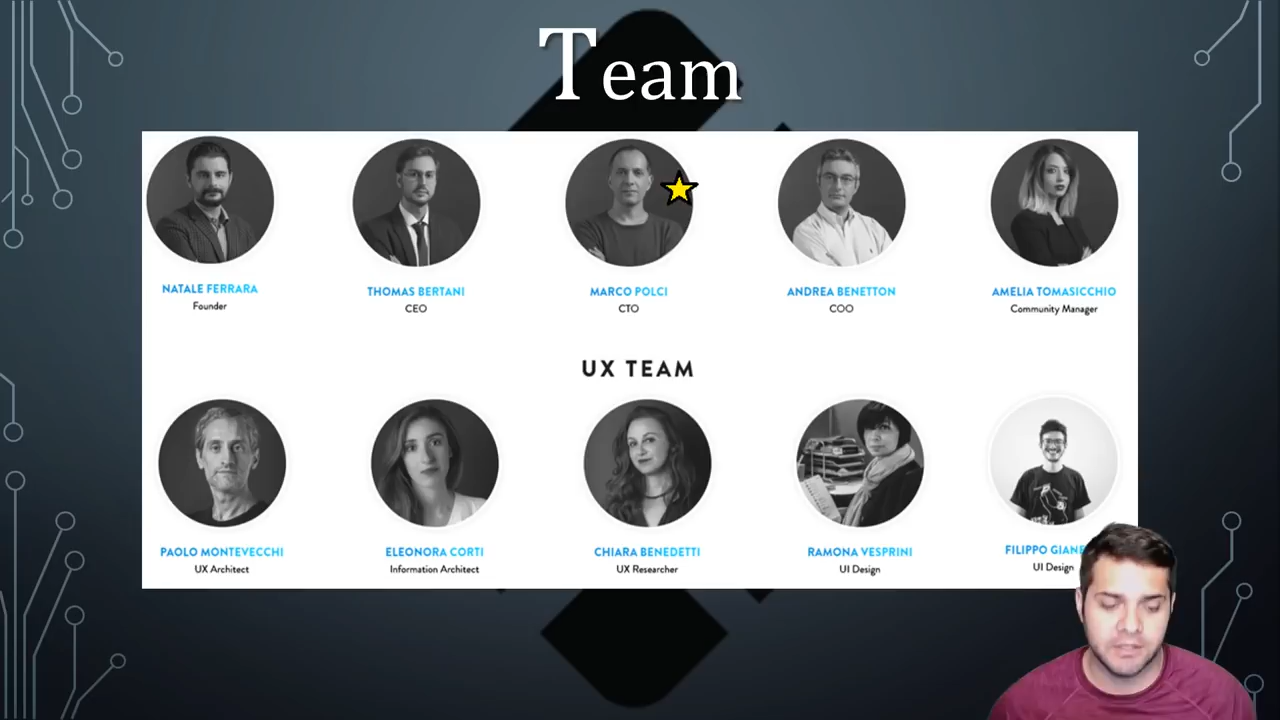 Team
NATALE FERRARA
Founder
THOMAS BERTANI
CEO
MARCO POLCI
CTO
ANDREA BENETTON
COO
AMELIA TOMASICCHIO
Community Manager
UX TEAM
PAOLO MONTEVECCHI
UX Architect
ELEONORA CORTI
Information Architect
CHIARA BENEDETTI
UX Researcher
RAMONA VESPRINI
UI Design
FILIPPO
UI Design